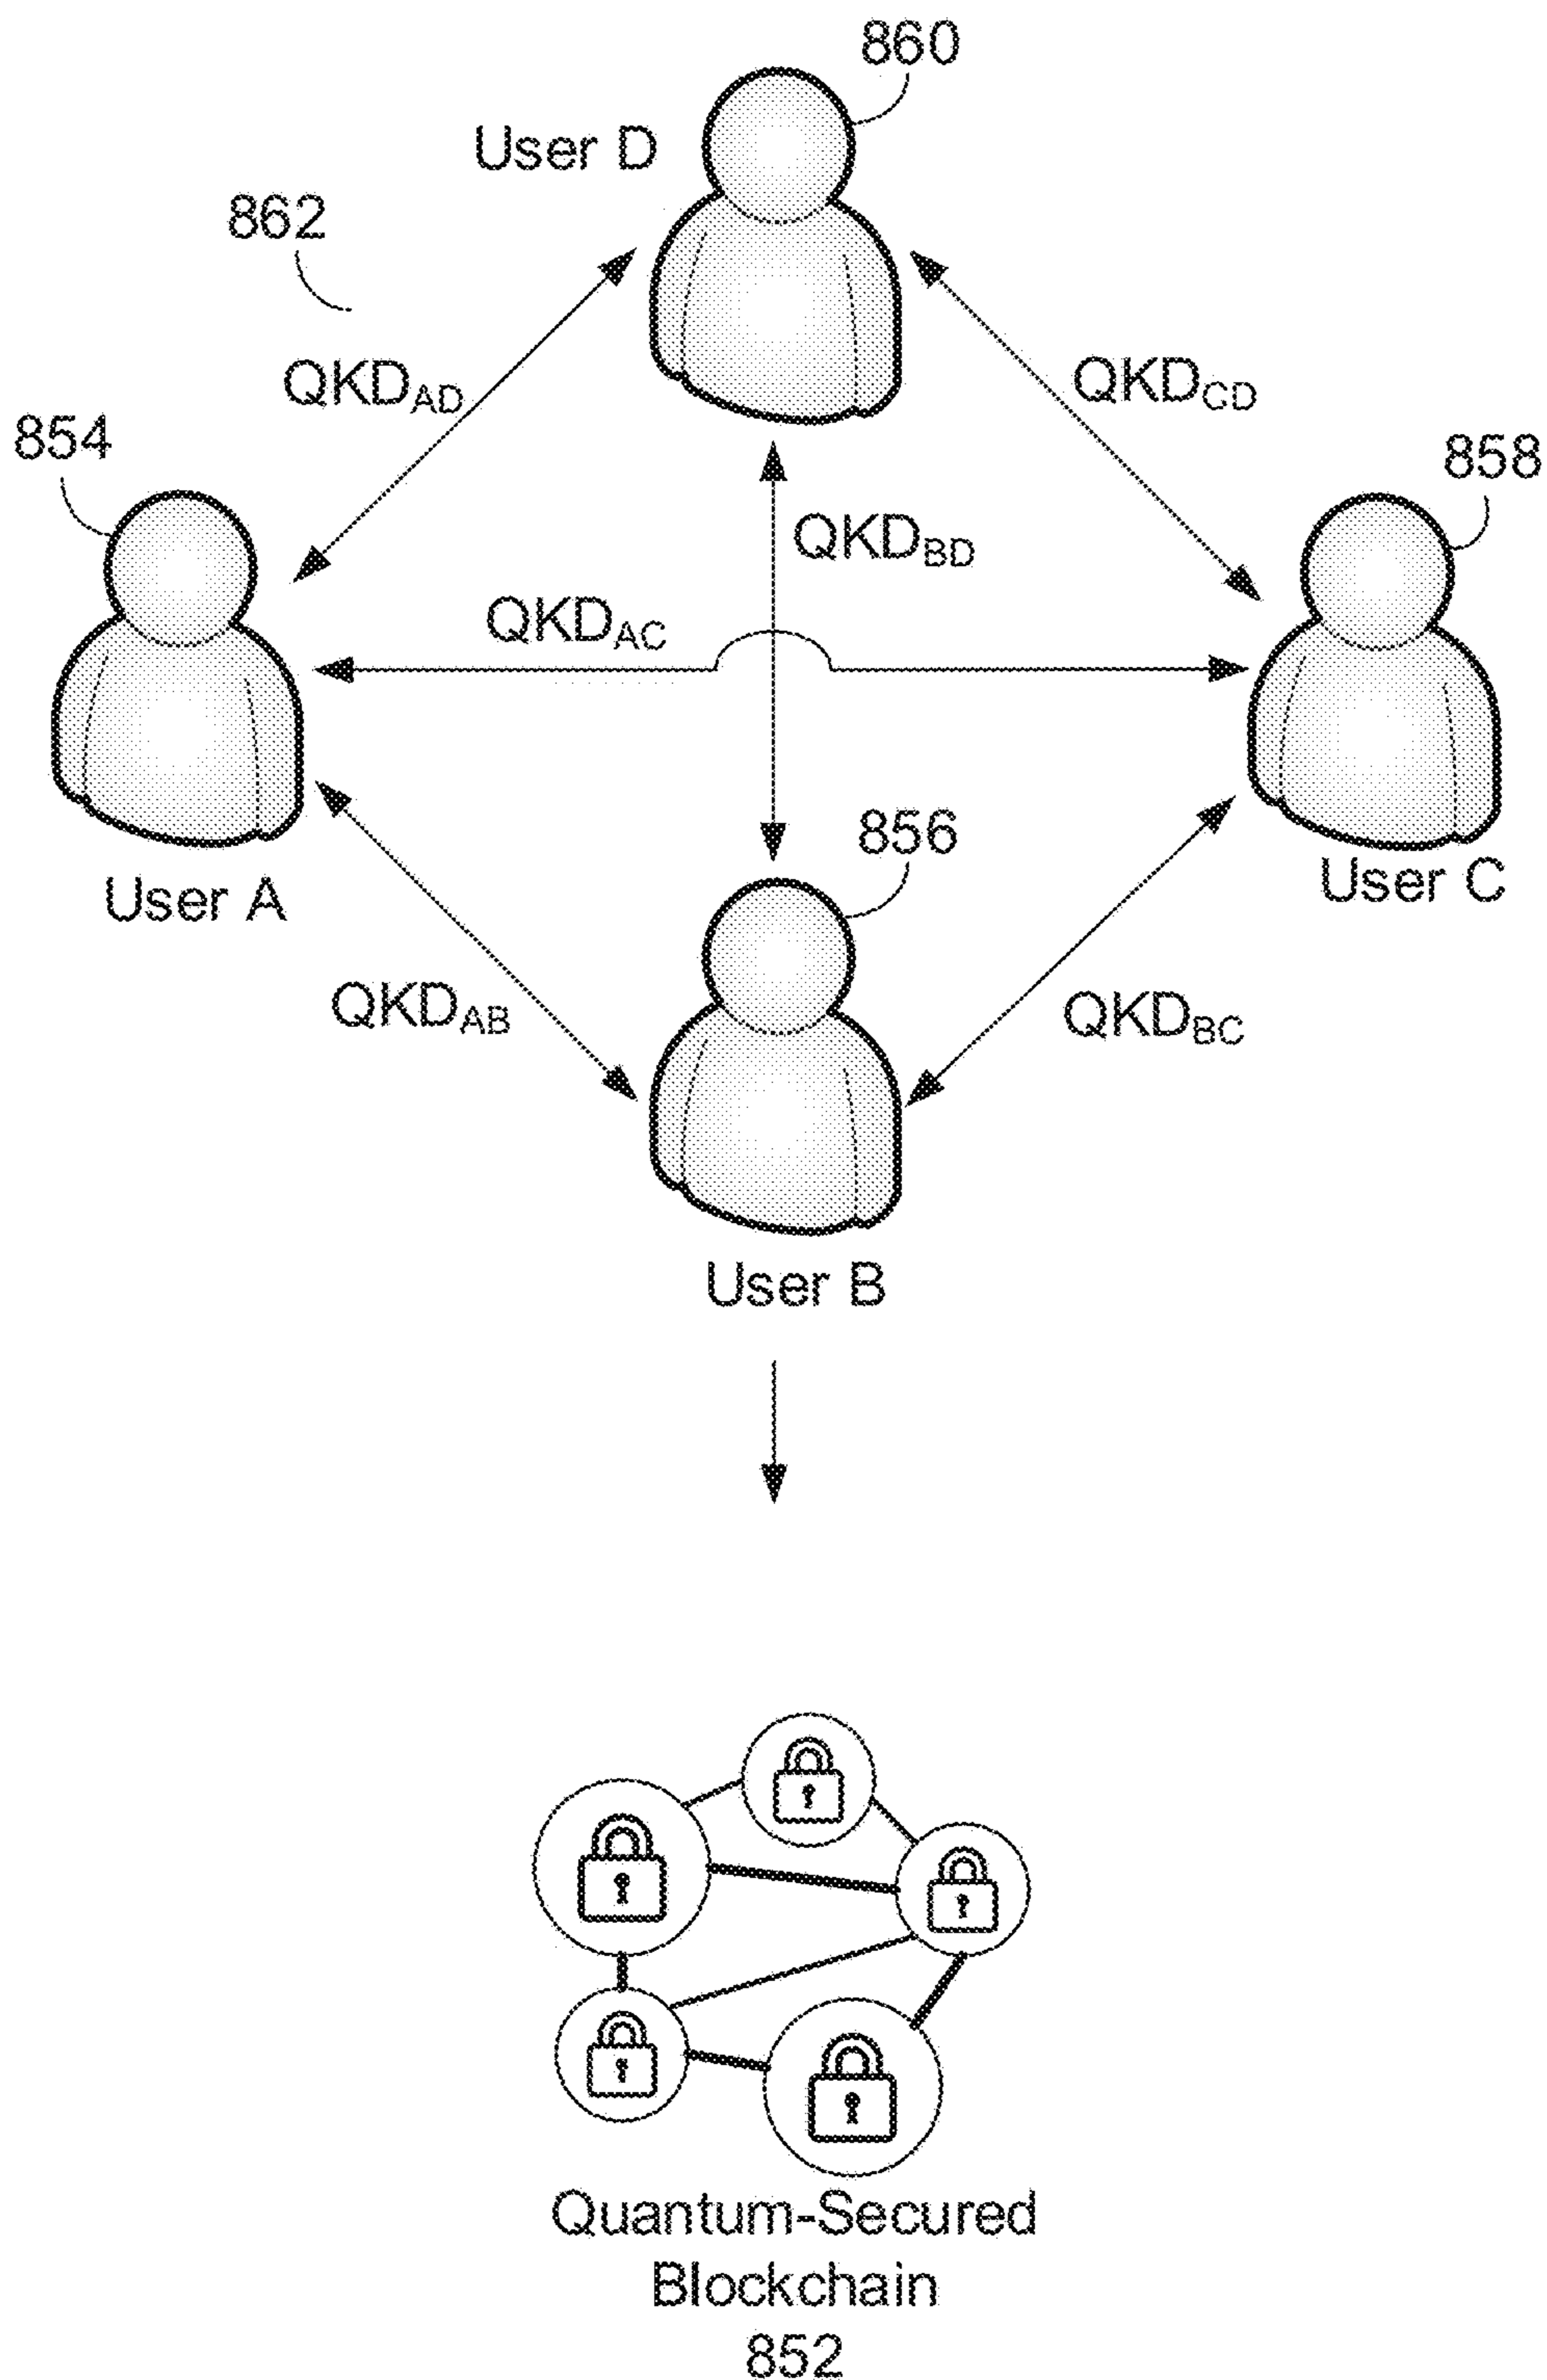 860
User D
862
QKDAD
QKDCD
854
858
QKDBD
QKDAC
856
User A
User C
QKDAB
QKDBC
User B
Quantum-Secured
Blockchain
852